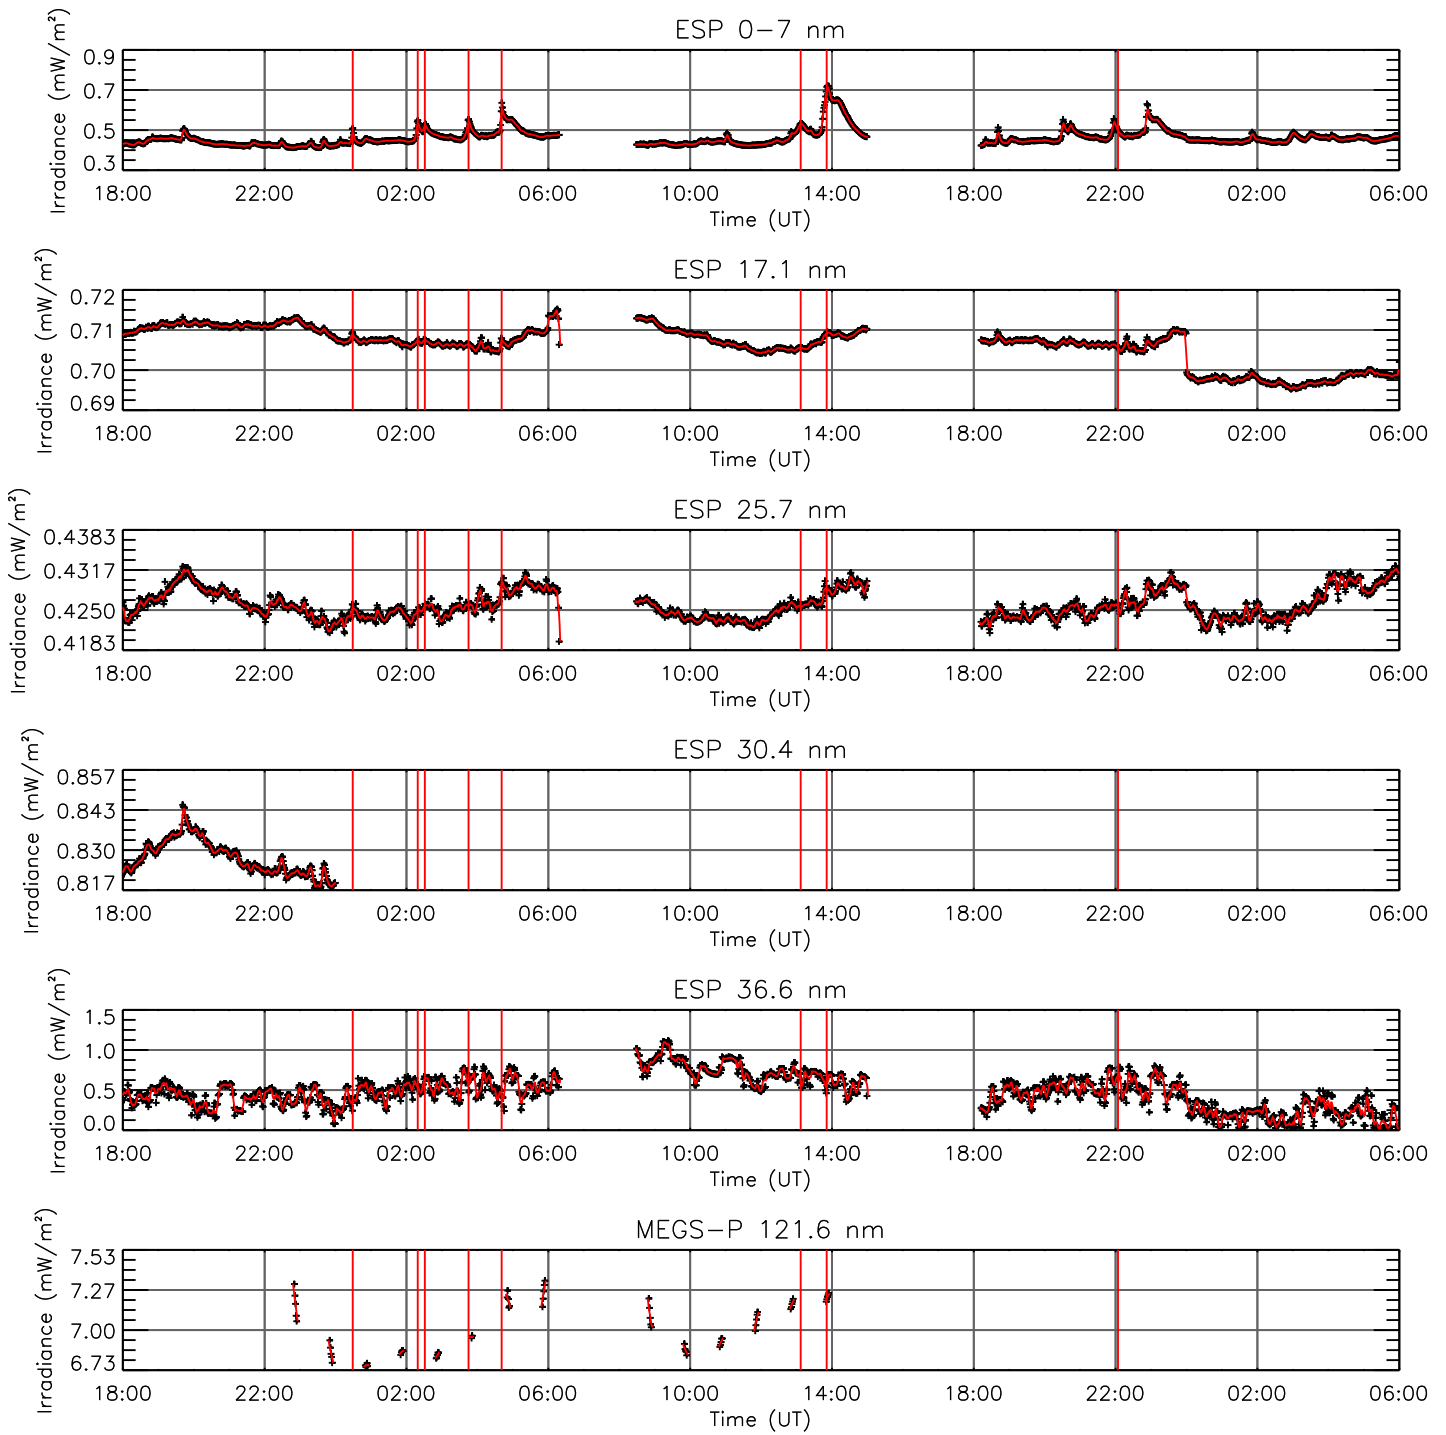 ESP 0-7 nm
Irradiance (mW/m²)
0.9
0.7
0.5
0.3
18:00 22:00 02:00 06:00 10:00 14:00 18:00 22:00 02:00 06:00
Time (UT)
ESP 17.1 nm
Irradiance (mW/m²)
0.72
0.71
0.70
0.69
18:00 22:00 02:00 06:00 10:00 14:00 18:00 22:00 02:00 06:00
Time (UT)
ESP 25.7 nm
Irradiance (mW/m²)
0.4383
0.4317
0.4250
0.4183
18:00 22:00 02:00 06:00 10:00 14:00 18:00 22:00 02:00 06:00
Time (UT)
ESP 30.4 nm
Irradiance (mW/m²)
0.857
0.843
0.830
0.817
18:00 22:00 02:00 06:00 10:00 14:00 18:00 22:00 02:00 06:00
Time (UT)
ESP 36.6 nm
Irradiance (mW/m²)
1.5
1.0
0.5
0.0
18:00 22:00 02:00 06:00 10:00 14:00 18:00 22:00 02:00 06:00
Time (UT)
MEGS-P 121.6 nm
Irradiance (mW/m²)
7.53
7.27
7.00
6.73
18:00 22:00 02:00 06:00 10:00 14:00 18:00 22:00 02:00 06:00
Time (UT)